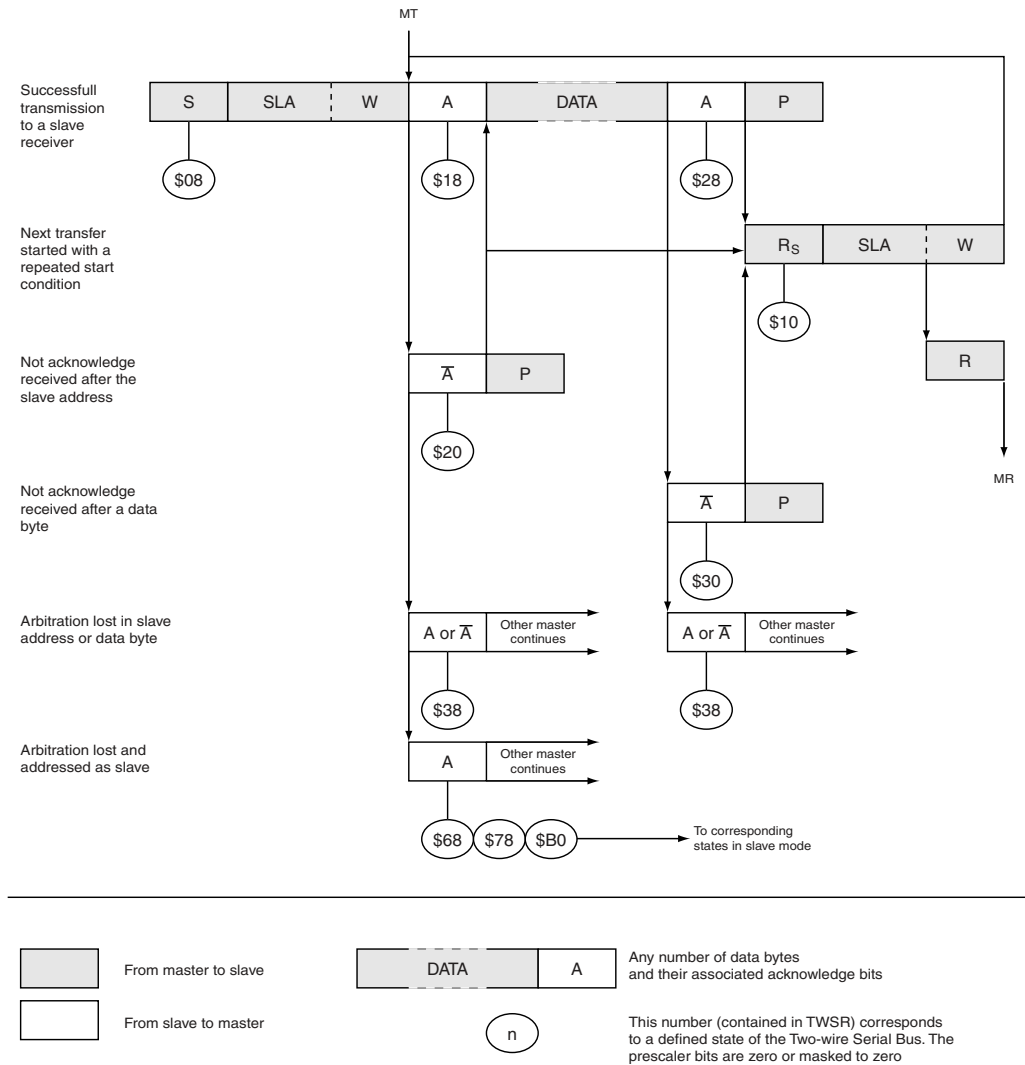 MT
Successfull
transmission
to a slave
receiver
S SLA W A DATA A P
$08 $18 $28
Next transfer
started with a
repeated start
condition
RS SLA W
$10
Not acknowledge
received after the
slave address
A̅ P
R
$20
MR
Not acknowledge
received after a data
byte
A̅ P
$30
Arbitration lost in slave
address or data byte
A or A̅
Other master
continues
A or A̅
Other master
continues
$38 $38
Arbitration lost and
addressed as slave
A
Other master
continues
$68 $78 $B0
To corresponding
states in slave mode
From master to slave
DATA A
Any number of data bytes
and their associated acknowledge bits
From slave to master
n
This number (contained in TWSR) corresponds
to a defined state of the Two-wire Serial Bus. The
prescaler bits are zero or masked to zero